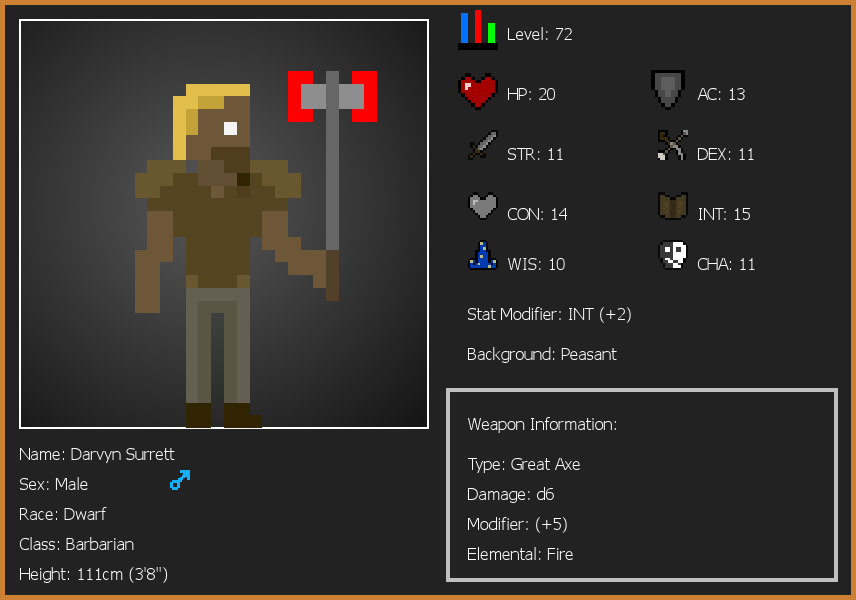 Level: 72
HP: 20
AC: 13
STR: 11
DEX: 11
CON: 14
INT: 15
WIS: 10
CHA: 11
Stat Modifier: INT (+2)
Background: Peasant
Weapon Information:
Type: Great Axe
Damage: d6
Modifier: (+5)
Elemental: Fire
Name: Darvyn Surrett
Sex: Male
Race: Dwarf
Class: Barbarian
Height: 111cm (3'8")